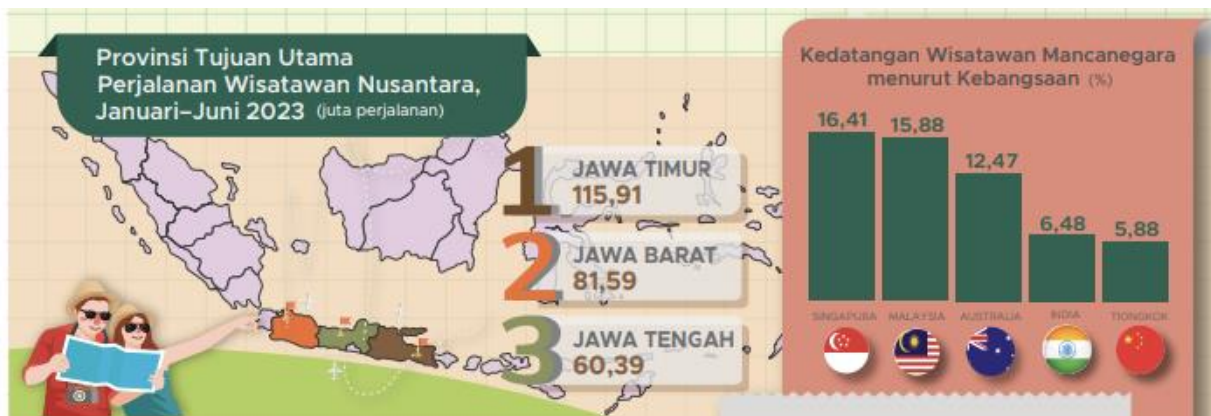 Provinsi Tujuan Utama
Perjalanan Wisatawan Nusantara,
Januari–Juni 2023 (juta perjalanan)
1
JAWA TIMUR
115,91
2
JAWA BARAT
81,59
3
JAWA TENGAH
60,39
Kedatangan Wisatawan Mancanegara
menurut Kebangsaan (%)
16,41 15,88 12,47 6,48 5,88
SINGAPURA MALAYSIA AUSTRALIA INDIA TIONGKOK